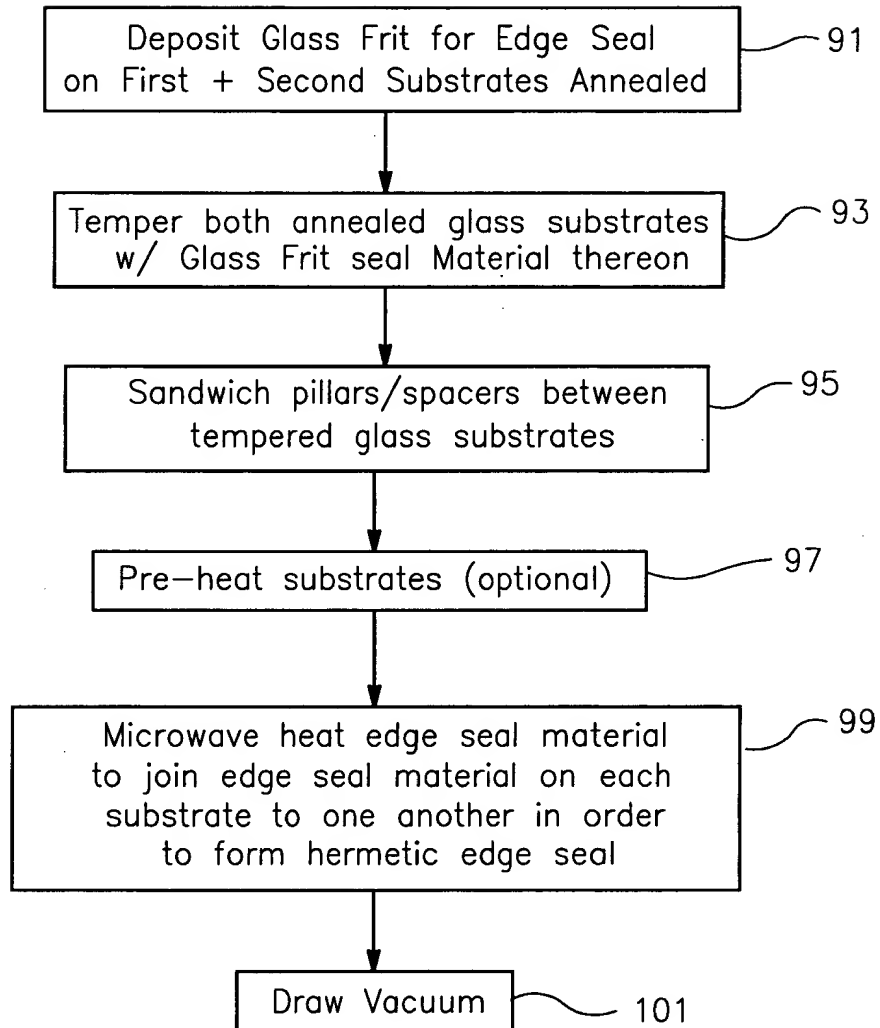 Deposit Glass Frit for Edge Seal
on First + Second Substrates Annealed
91
Temper both annealed glass substrates
w/ Glass Frit seal Material thereon
93
Sandwich pillars/spacers between
tempered glass substrates
95
Pre-heat substrates (optional)
97
Microwave heat edge seal material
to join edge seal material on each
substrate to one another in order
to form hermetic edge seal
99
Draw Vacuum
101